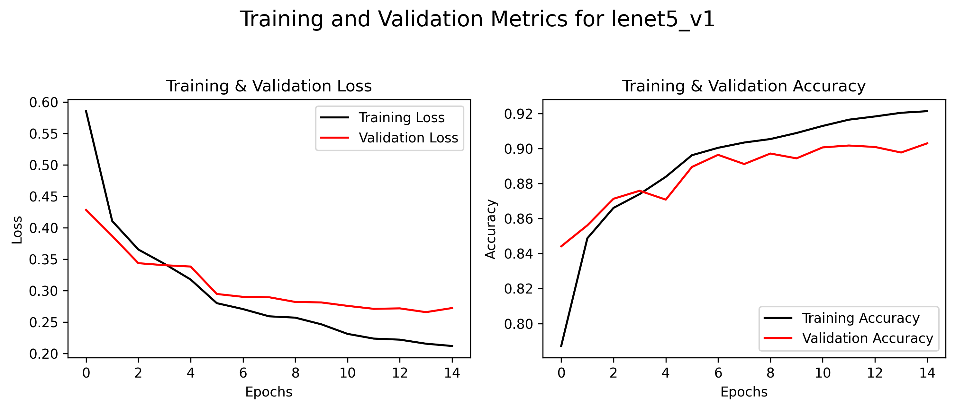 Training and Validation Metrics for lenet5_v1
Training & Validation Loss
0.60
0.55
0.50
0.45
0.40
0.35
0.30
0.25
0.20
Loss
Training Loss
Validation Loss
0 2 4 6 8 10 12 14
Epochs
Training & Validation Accuracy
0.92
0.90
0.88
0.86
0.84
0.82
0.80
Accuracy
Training Accuracy
Validation Accuracy
0 2 4 6 8 10 12 14
Epochs